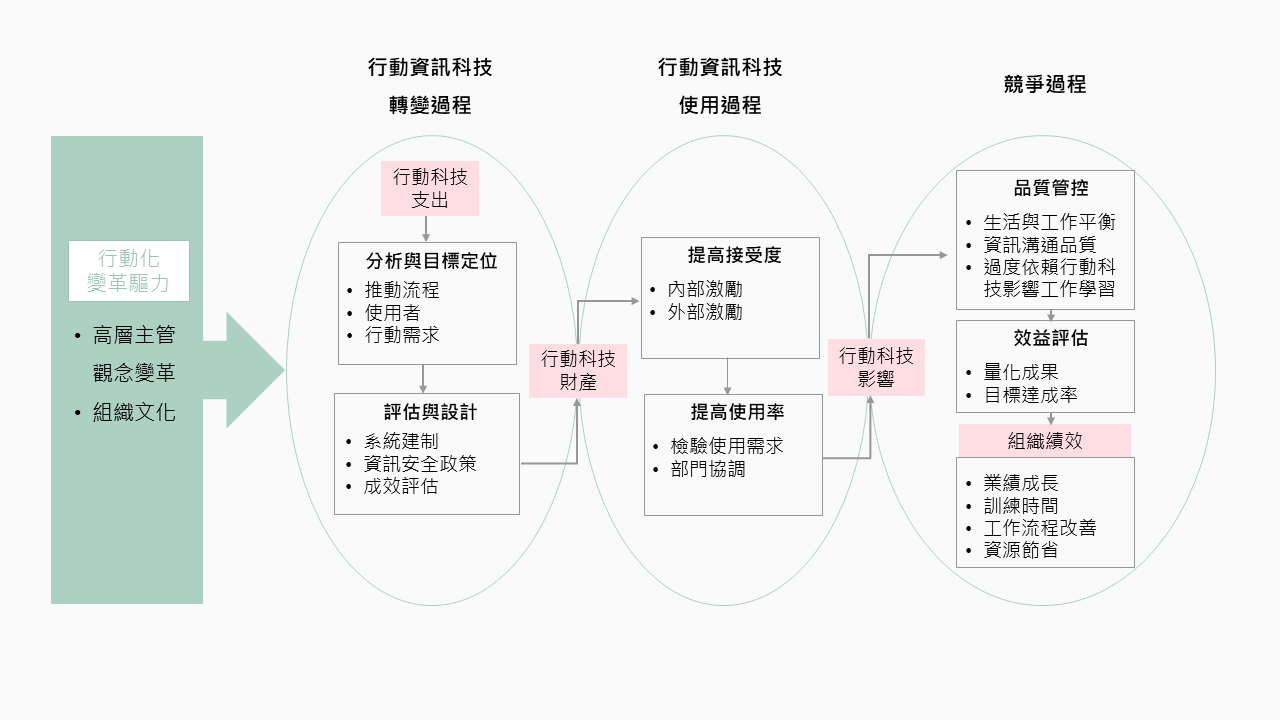 行動資訊科技
轉變過程
行動資訊科技
使用過程
競爭過程
行動化
變革驅力
• 高層主管
觀念變革
• 組織文化
行動科技
支出
分析與目標定位
• 推動流程
• 使用者
• 行動需求
評估與設計
• 系統建制
• 資訊安全政策
• 成效評估
行動科技
財產
提高接受度
• 內部激勵
• 外部激勵
提高使用率
• 檢驗使用需求
• 部門協調
行動科技
影響
品質管控
• 生活與工作平衡
• 資訊溝通品質
• 過度依賴行動科
技影響工作學習
效益評估
• 量化成果
• 目標達成率
組織績效
• 業績成長
• 訓練時間
• 工作流程改善
• 資源節省